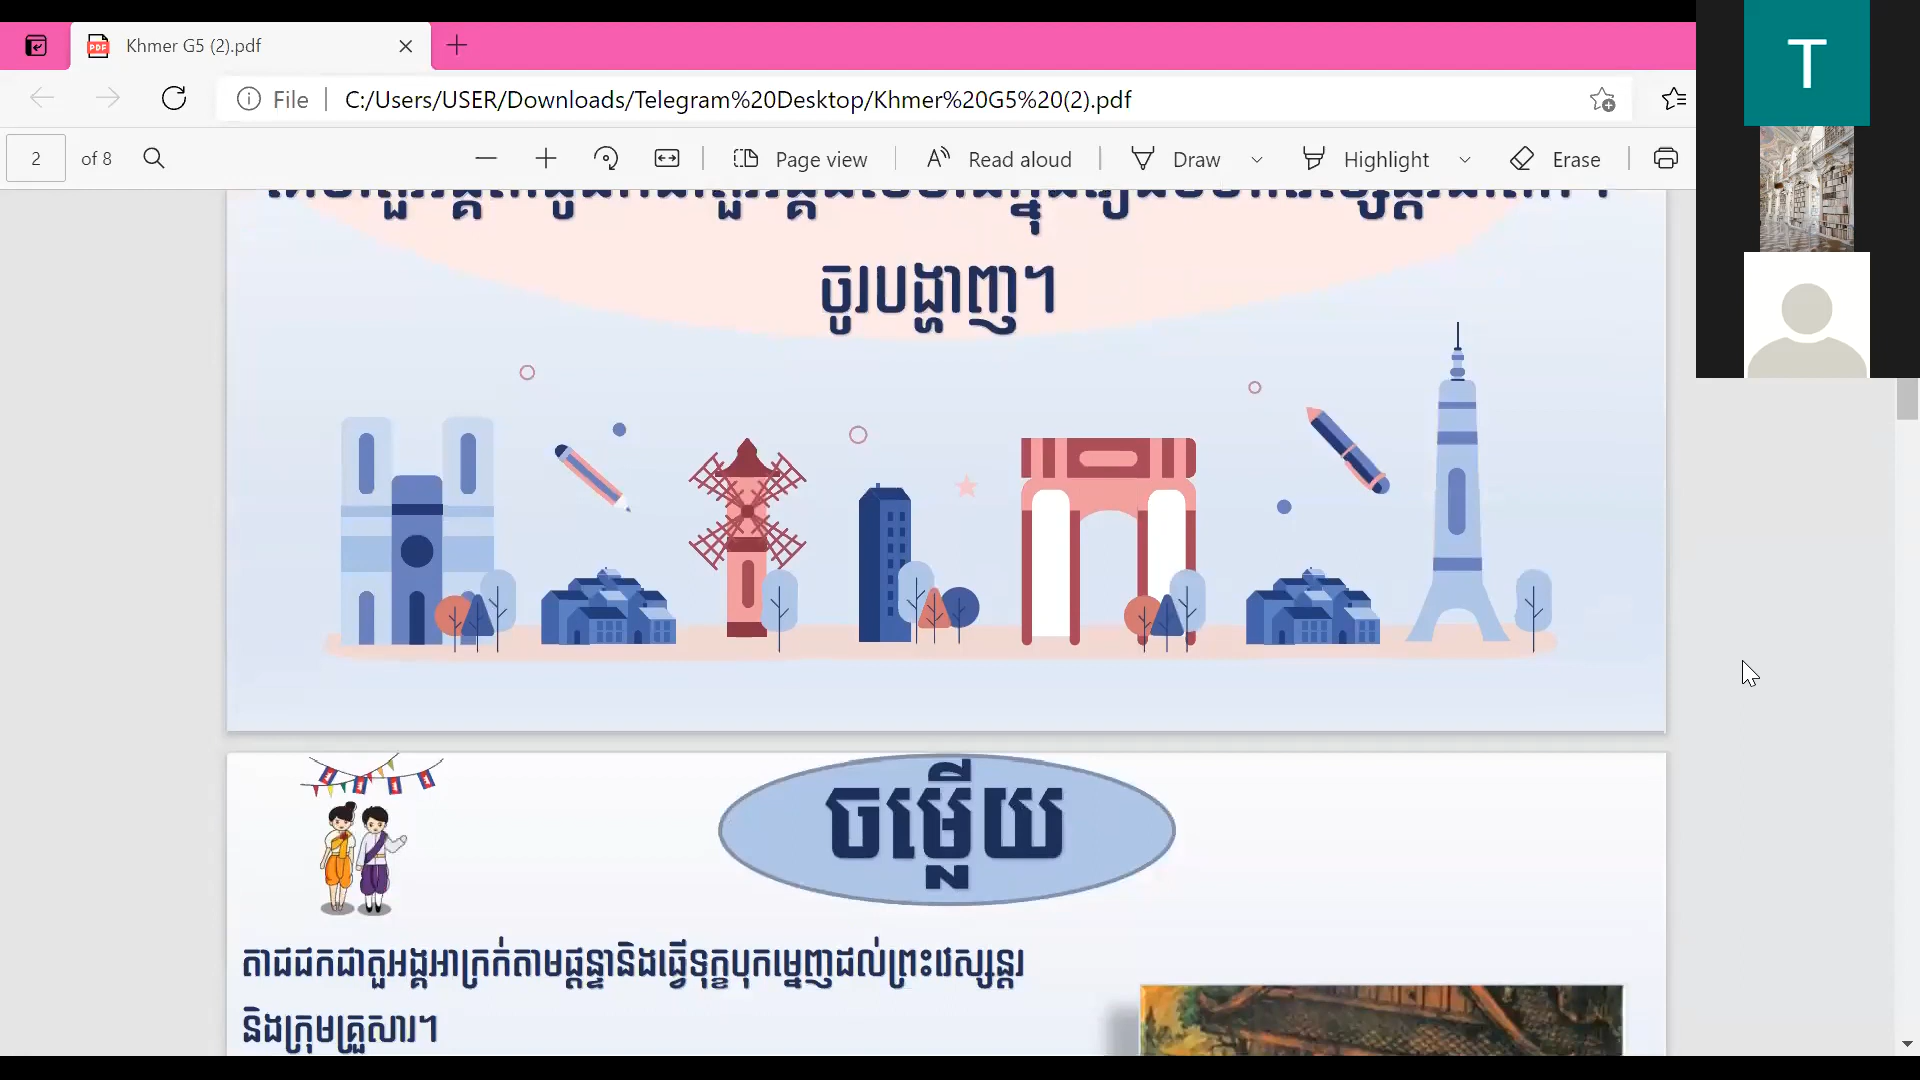 Khmer G5 (2).pdf
File
C:/Users/USER/Downloads/Telegram%20Desktop/Khmer%20G5%20(2).pdf
T
2 of 8
Page view
Read aloud
Draw
Highlight
Erase
ចូរបង្ហាញ។
ចម្លើយ
តាជជកជាតួអង្គអាក្រក់តាមផ្តន្ទានិងធ្វើទុក្ខបុកម្នេញដល់ព្រះវស្សន្តរ
និងក្រុមគ្រួសារ។